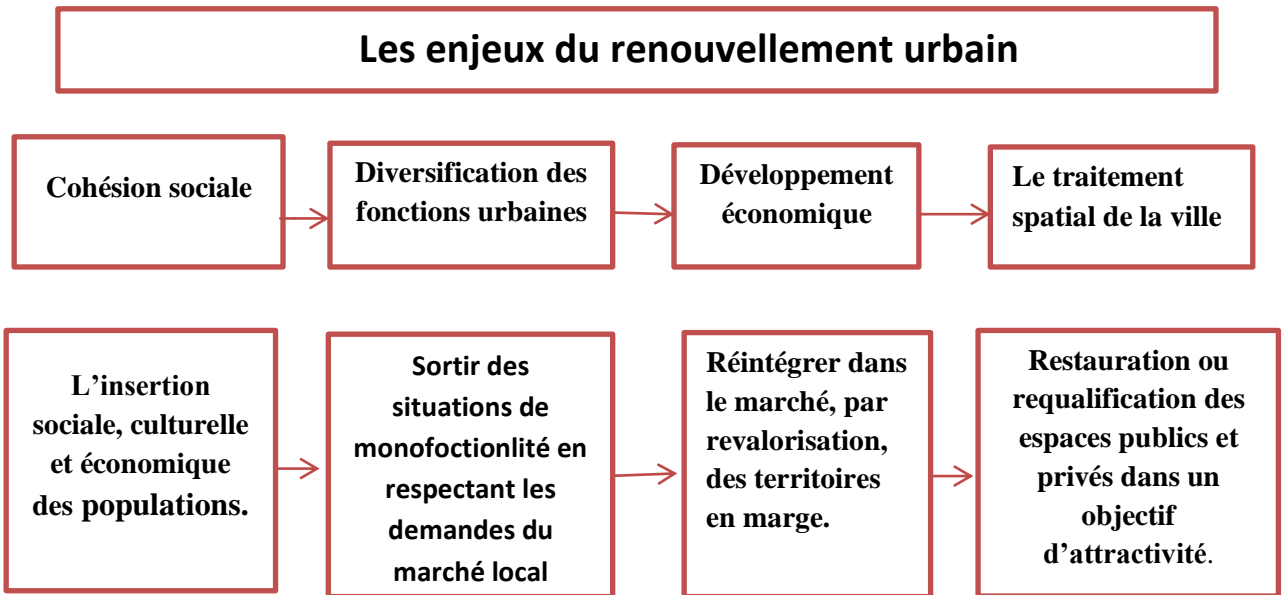 Les enjeux du renouvellement urbain
Cohésion sociale
Diversification des
fonctions urbaines
Développement
économique
Le traitement
spatial de la ville
L’insertion
sociale, culturelle
et économique
des populations.
Sortir des
situations de
monofoctionlité en
respectant les
demandes du
marché local
Réintégrer dans
le marché, par
revalorisation,
des territoires
en marge.
Restauration ou
requalification des
espaces publics et
privés dans un
objectif
d’attractivité.